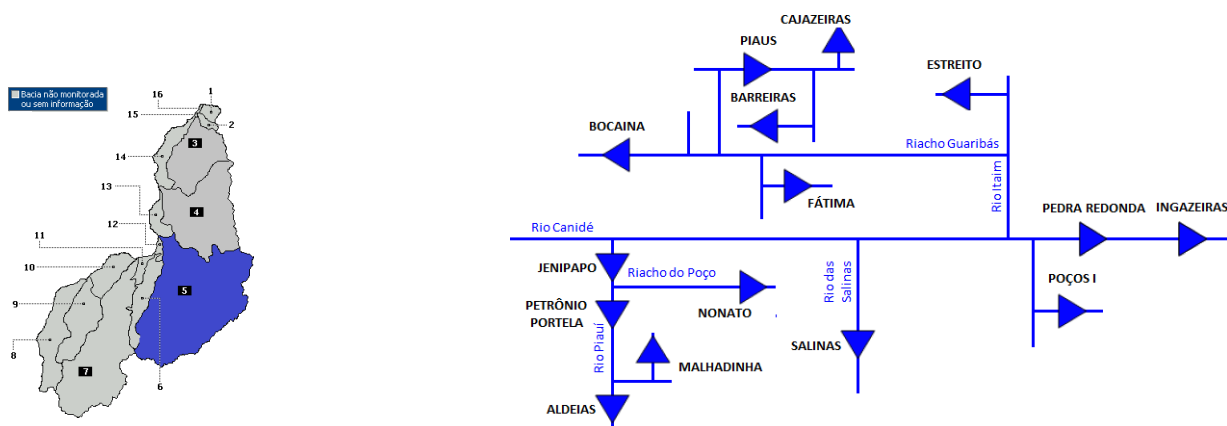 Bacia não monitorada
ou sem informação
1
16
15
2
3
14
13
4
12
11
10
5
9
8
7
6
CAJAZEIRAS
PIAUS
ESTREITO
BARREIRAS
BOCAINA
Riacho Guaribás
FÁTIMA
Rio Itaim
PEDRA REDONDA
INGAZEIRAS
Rio Canidé
JENIPAPO
Riacho do Poço
Rio das
Salinas
POÇOS I
PETRÔNIO
PORTELA
NONATO
Rio Piauí
SALINAS
MALHADINHA
ALDEIAS